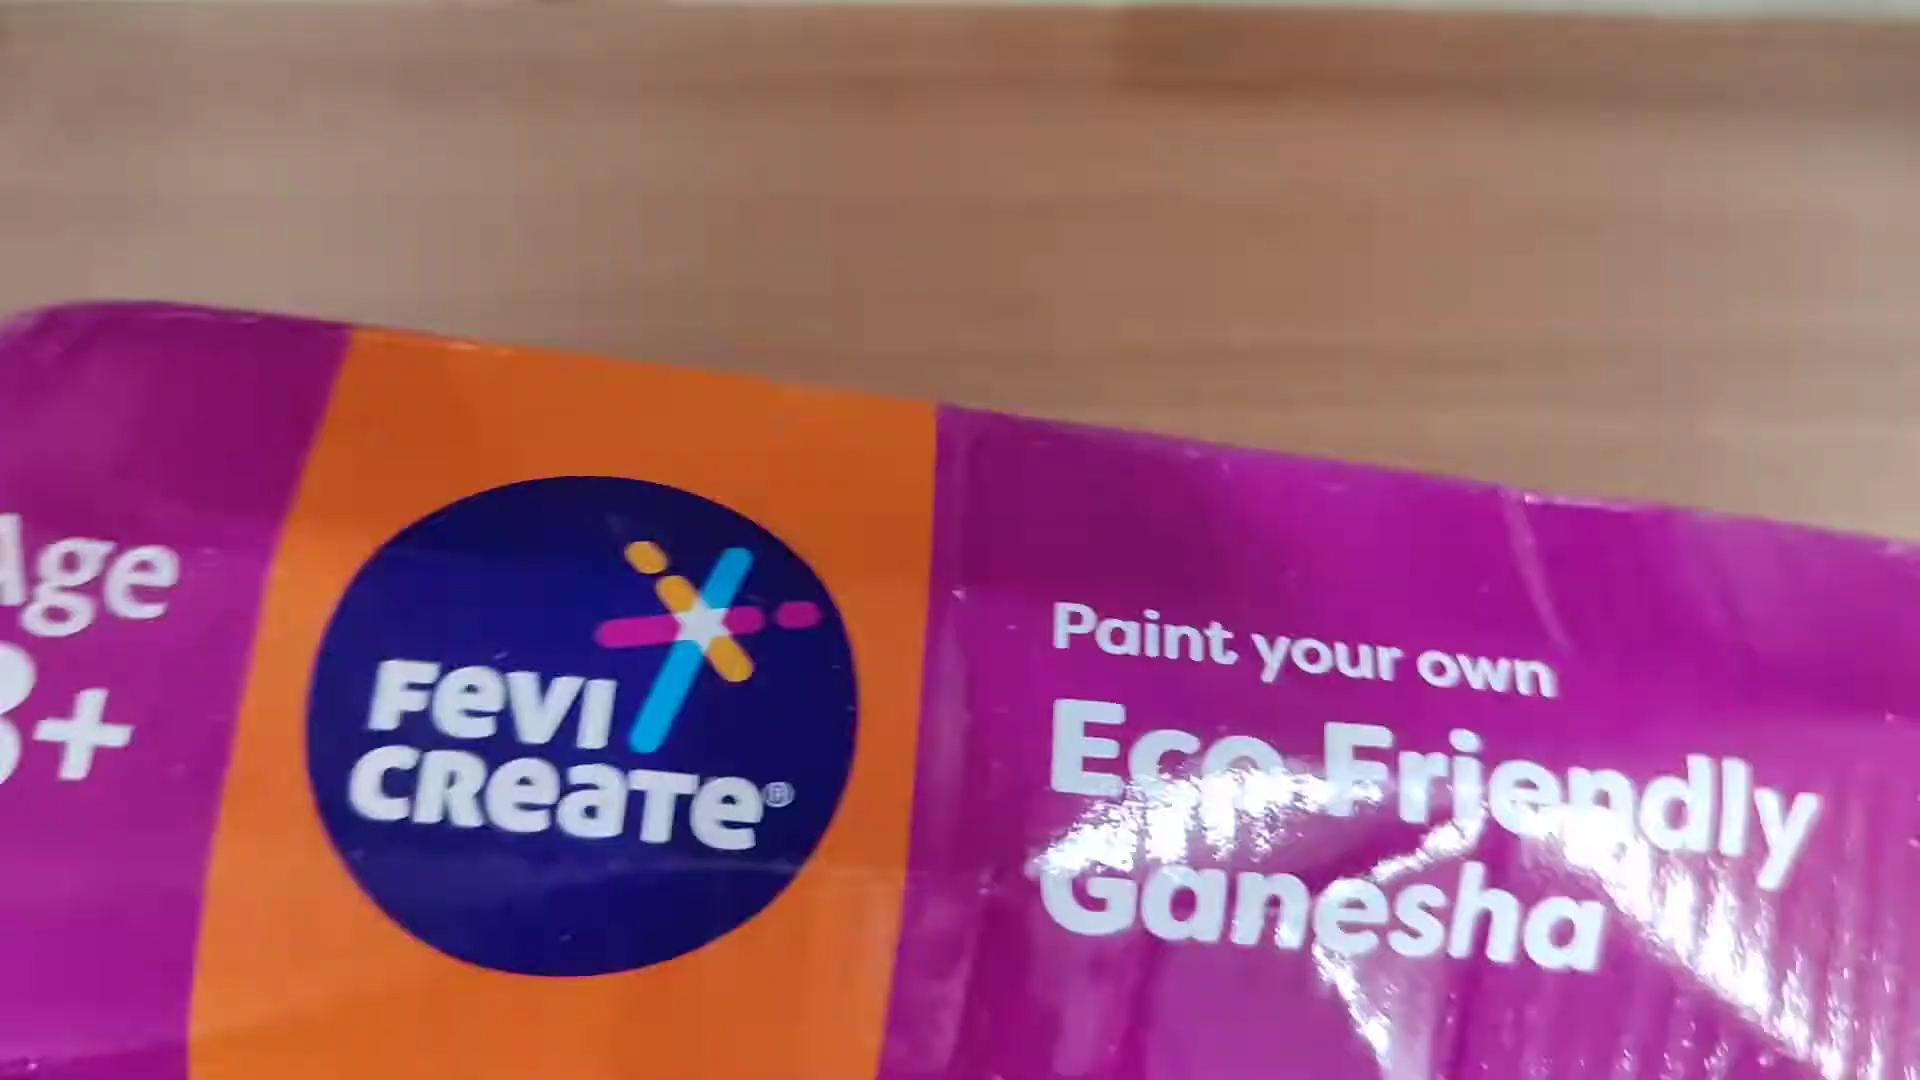 Age
3+
FEVI
CREATE®
Paint your own
Eco Friendly
Ganesha